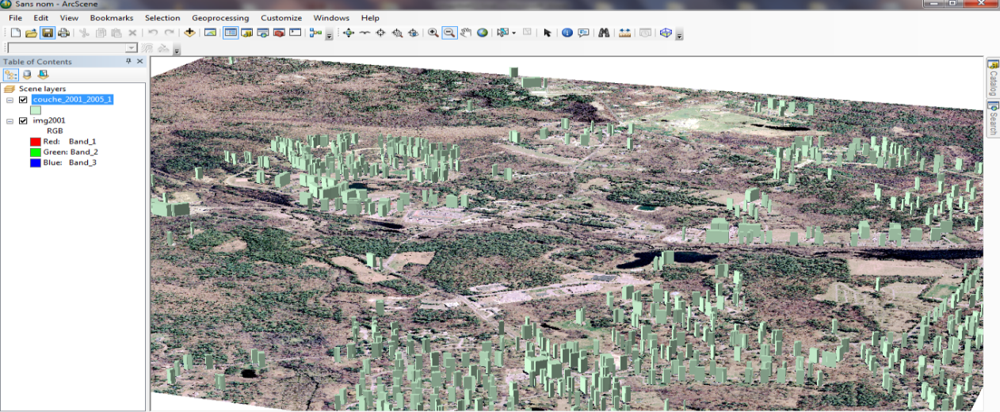 Sans nom - ArcScene
File Edit View Bookmarks Selection Geoprocessing Customize Windows Help
Table of Contents
Scene layers
couche_2001_2005_1
img2001
RGB
Red: Band_1
Green: Band_2
Blue: Band_3
Catalog
Search